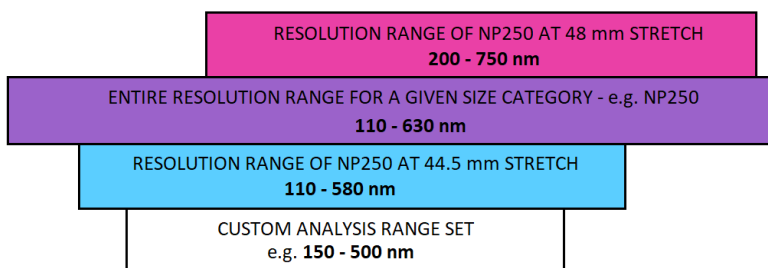 RESOLUTION RANGE OF NP250 AT 48 mm STRETCH
200 - 750 nm
ENTIRE RESOLUTION RANGE FOR A GIVEN SIZE CATEGORY - e.g. NP250
110 - 630 nm
RESOLUTION RANGE OF NP250 AT 44.5 mm STRETCH
110 - 580 nm
CUSTOM ANALYSIS RANGE SET
e.g. 150 - 500 nm